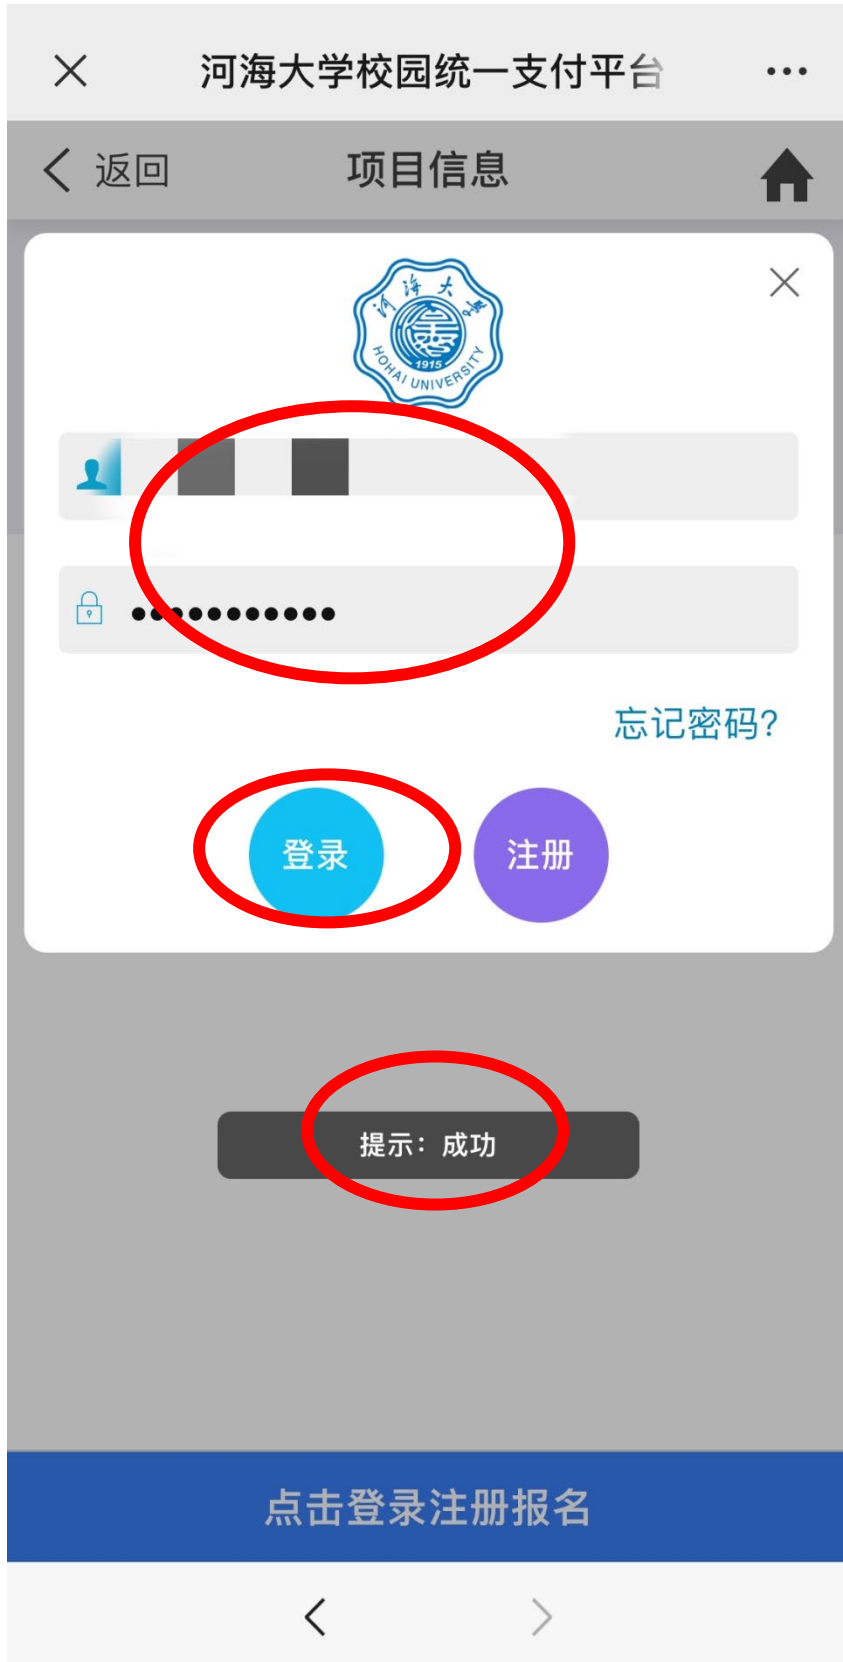 河海大学校园统一支付平台
返回
项目信息
河海大学
1915
HOHAI UNIVERSITY
●●●●●●●●●●●
忘记密码?
登录
注册
提示：成功
点击登录注册报名